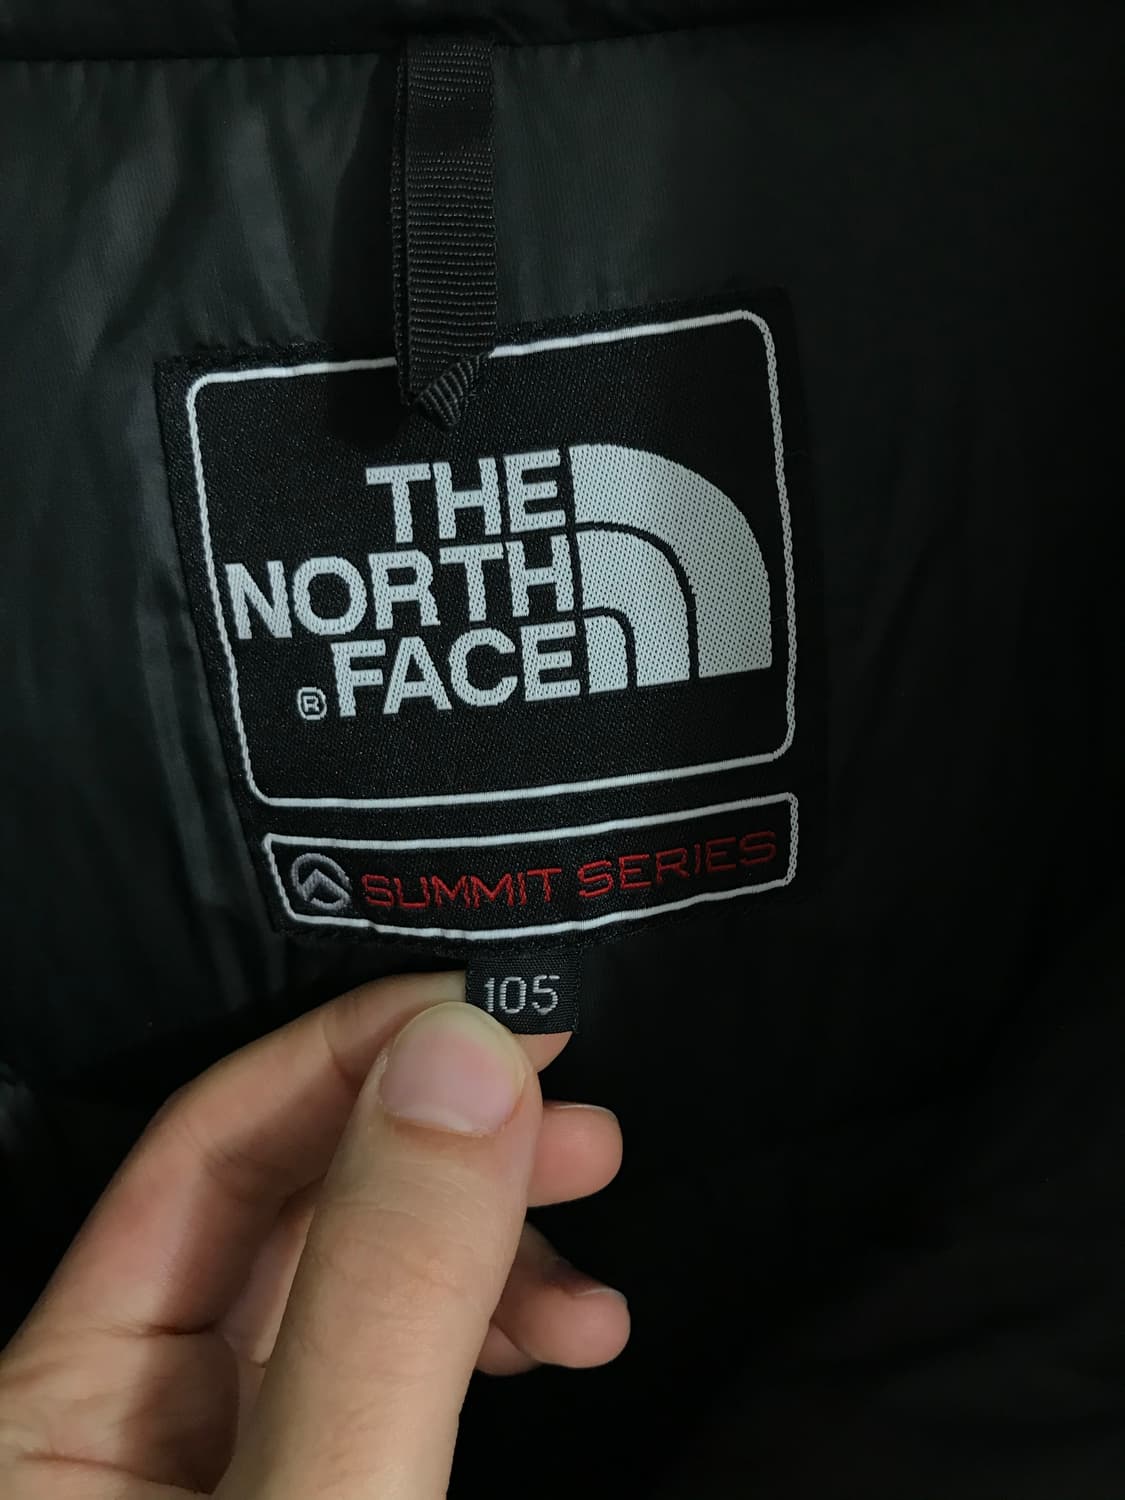 THE
NORTH
®FACE
SUMMIT SERIES
105